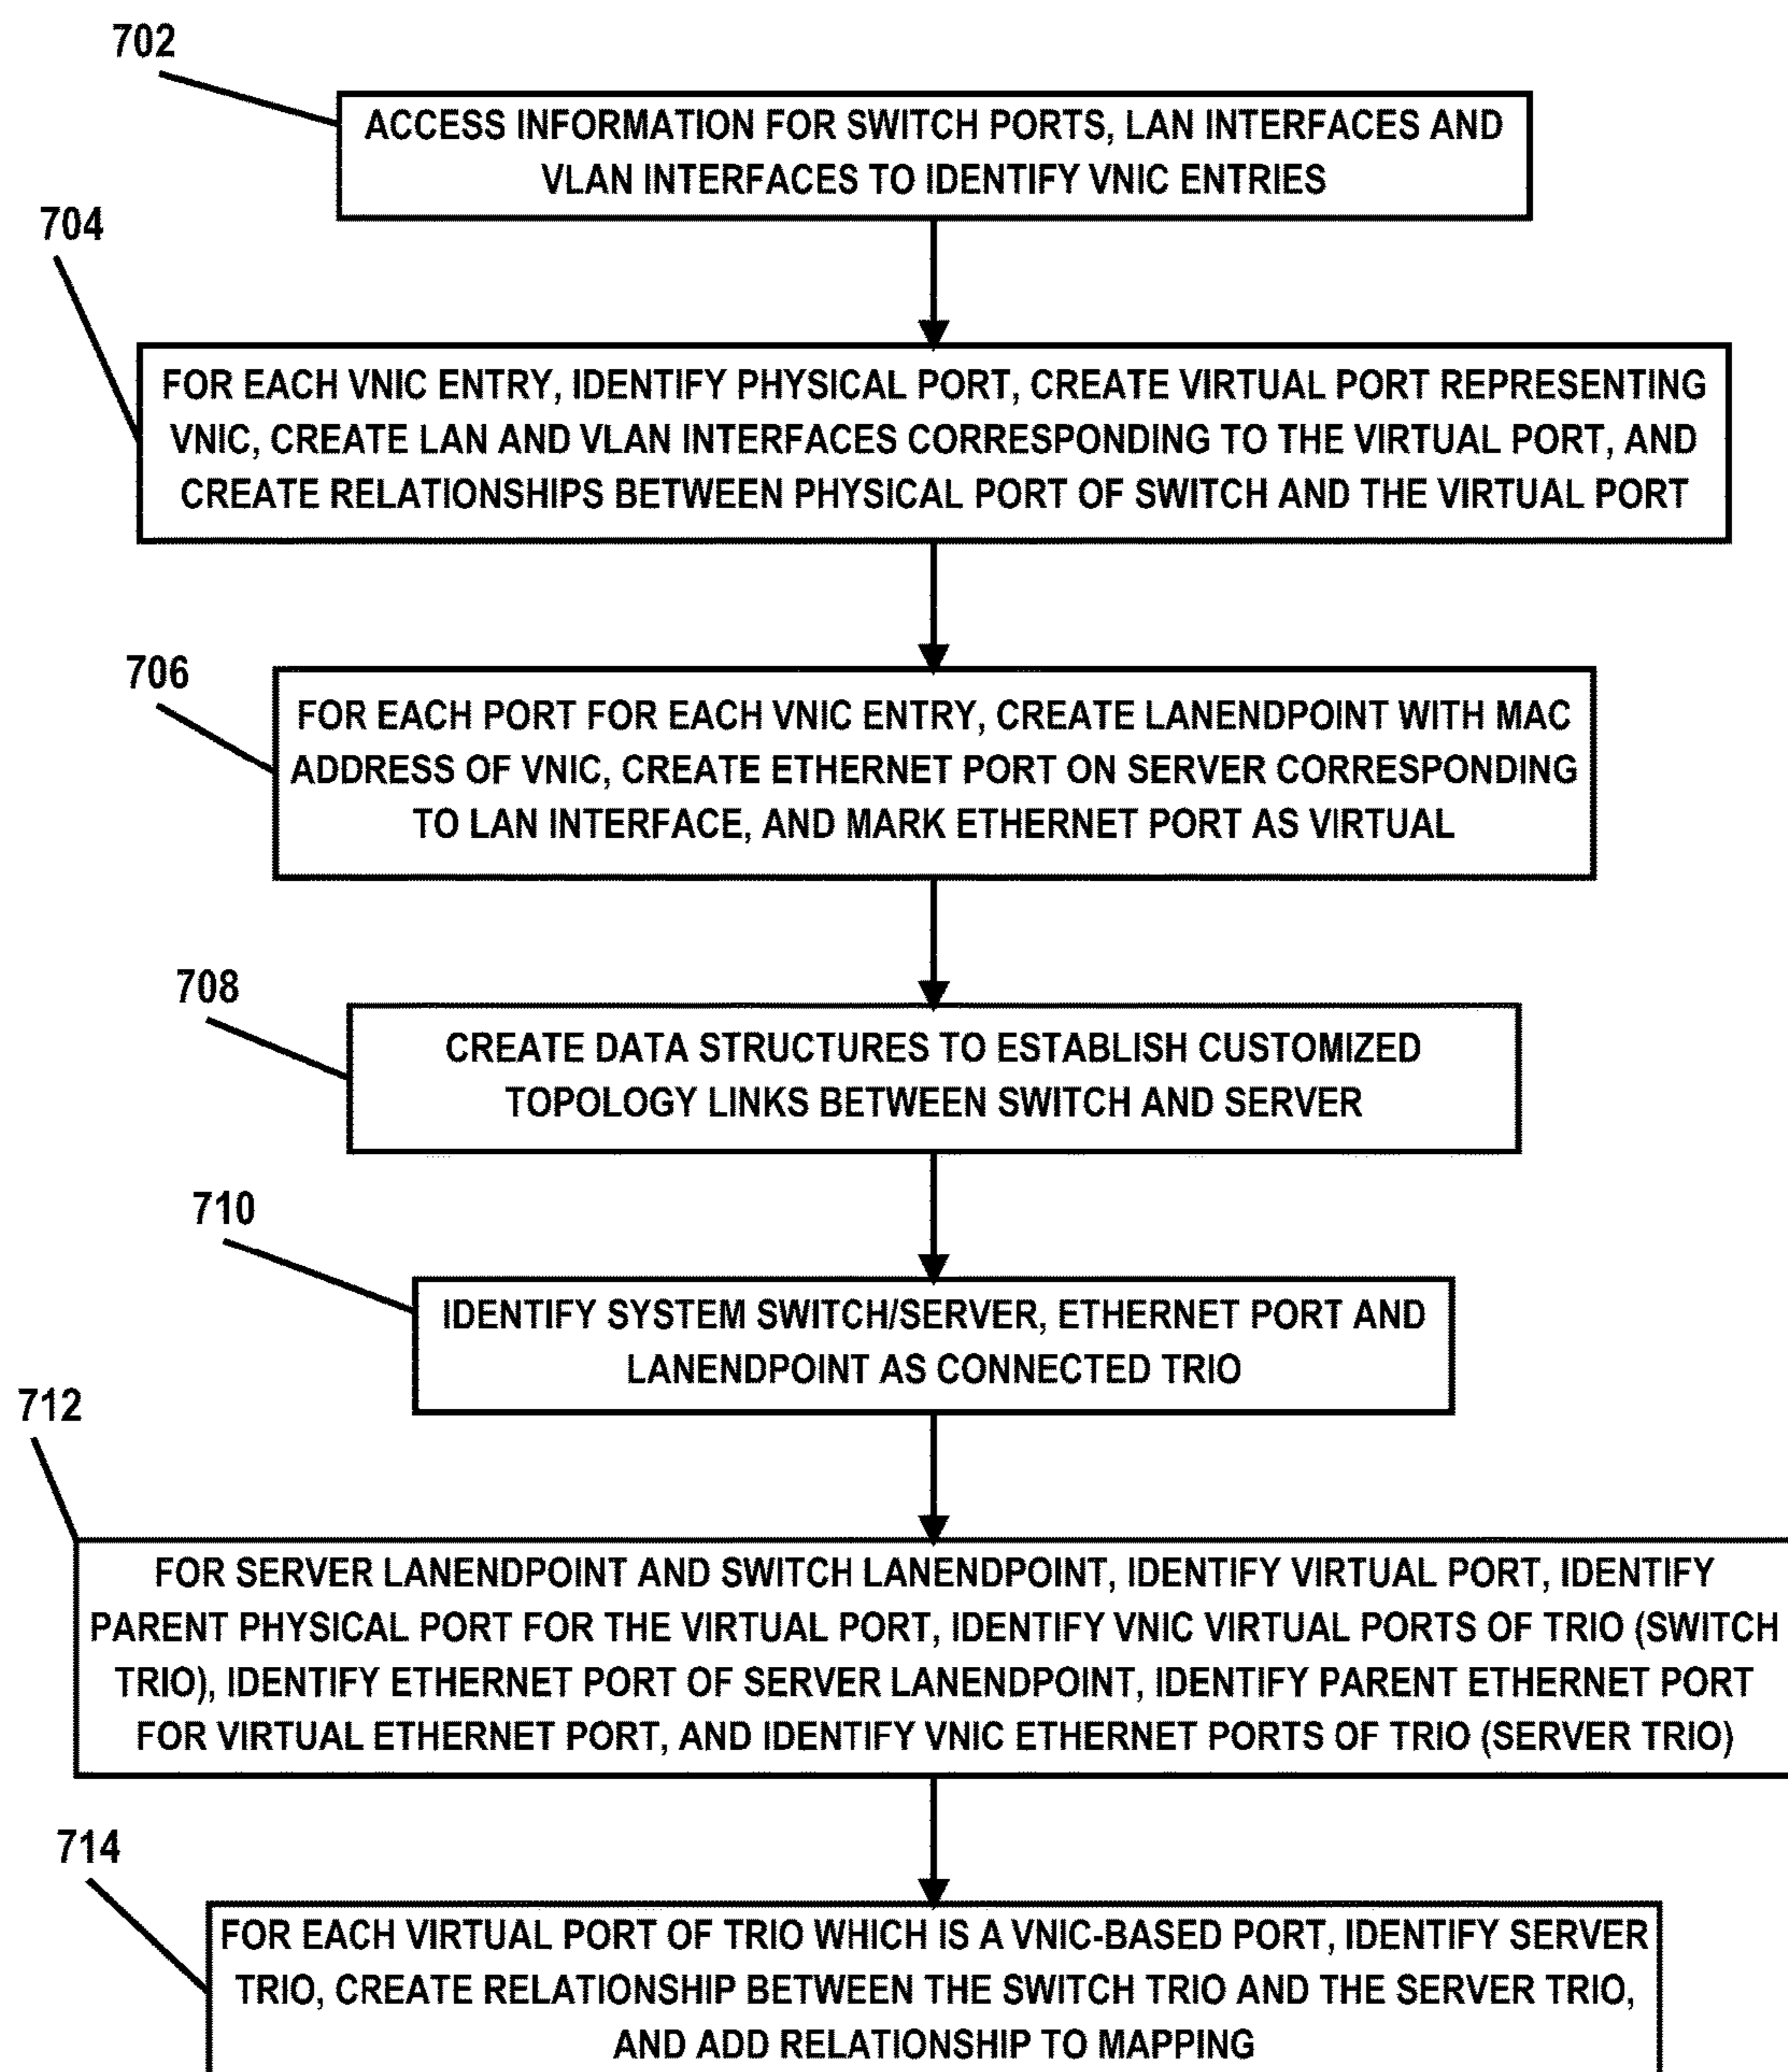 702
ACCESS INFORMATION FOR SWITCH PORTS, LAN INTERFACES AND
VLAN INTERFACES TO IDENTIFY VNIC ENTRIES
704
FOR EACH VNIC ENTRY, IDENTIFY PHYSICAL PORT, CREATE VIRTUAL PORT REPRESENTING
VNIC, CREATE LAN AND VLAN INTERFACES CORRESPONDING TO THE VIRTUAL PORT, AND
CREATE RELATIONSHIPS BETWEEN PHYSICAL PORT OF SWITCH AND THE VIRTUAL PORT
706
FOR EACH PORT FOR EACH VNIC ENTRY, CREATE LANENDPOINT WITH MAC
ADDRESS OF VNIC, CREATE ETHERNET PORT ON SERVER CORRESPONDING
TO LAN INTERFACE, AND MARK ETHERNET PORT AS VIRTUAL
708
CREATE DATA STRUCTURES TO ESTABLISH CUSTOMIZED
TOPOLOGY LINKS BETWEEN SWITCH AND SERVER
710
IDENTIFY SYSTEM SWITCH/SERVER, ETHERNET PORT AND
LANENDPOINT AS CONNECTED TRIO
712
FOR SERVER LANENDPOINT AND SWITCH LANENDPOINT, IDENTIFY VIRTUAL PORT, IDENTIFY
PARENT PHYSICAL PORT FOR THE VIRTUAL PORT, IDENTIFY VNIC VIRTUAL PORTS OF TRIO (SWITCH
TRIO), IDENTIFY ETHERNET PORT OF SERVER LANENDPOINT, IDENTIFY PARENT ETHERNET PORT
FOR VIRTUAL ETHERNET PORT, AND IDENTIFY VNIC ETHERNET PORTS OF TRIO (SERVER TRIO)
714
FOR EACH VIRTUAL PORT OF TRIO WHICH IS A VNIC-BASED PORT, IDENTIFY SERVER
TRIO, CREATE RELATIONSHIP BETWEEN THE SWITCH TRIO AND THE SERVER TRIO,
AND ADD RELATIONSHIP TO MAPPING